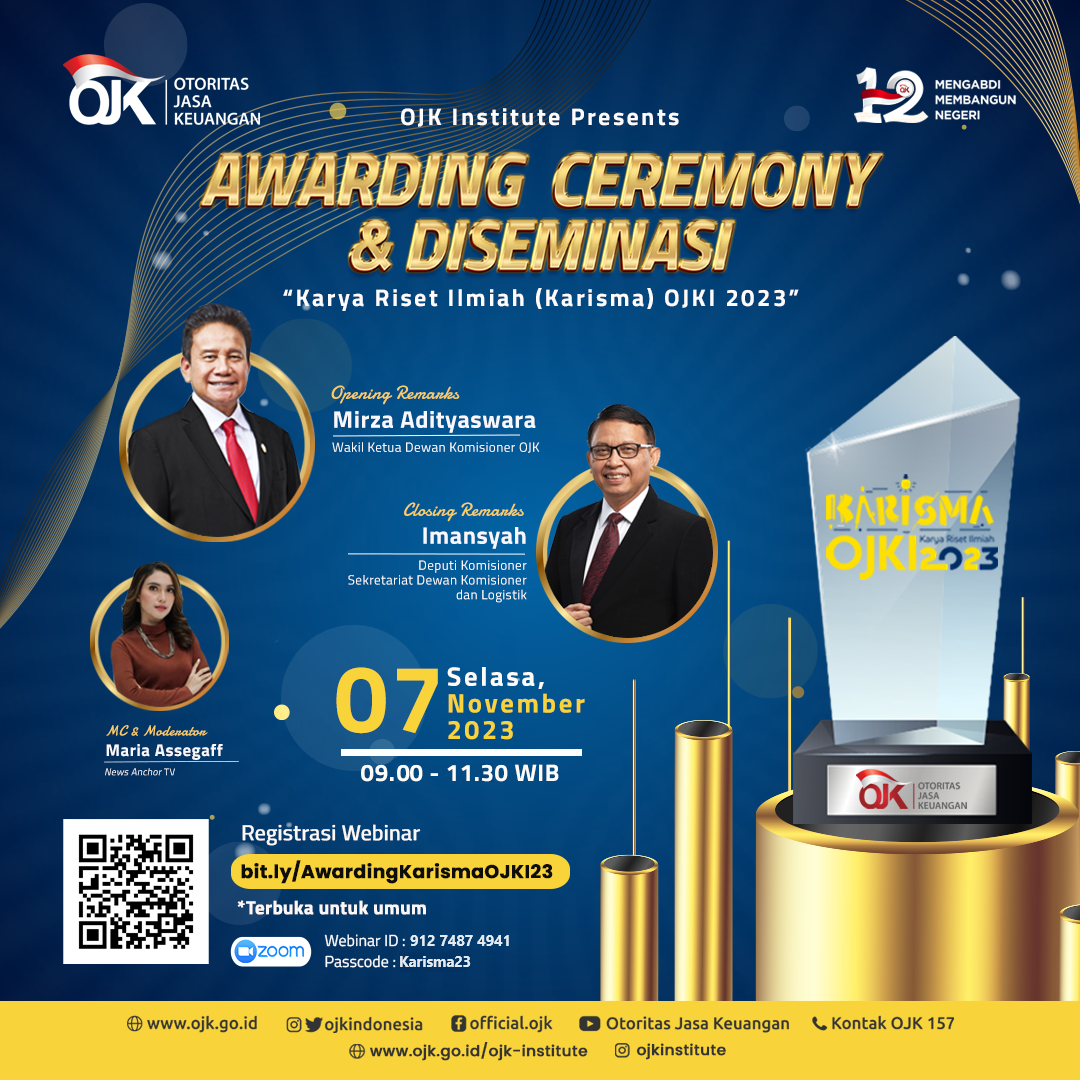 OJK
OTORITAS
JASA
KEUANGAN
12
OJK
MENGABDI
MEMBANGUN
NEGERI
OJK Institute Presents
AWARDING CEREMONY
& DISEMINASI
“Karya Riset Ilmiah (Karisma) OJKI 2023”
Opening Remarks
Mirza Adityaswara
Wakil Ketua Dewan Komisioner OJK
Closing Remarks
Imansyah
Deputi Komisioner
Sekretariat Dewan Komisioner
dan Logistik
KARISMA
Karya Riset Ilmiah
OJKI2023
MC & Moderator
Maria Assegaff
News Anchor TV
07
Selasa,
November
2023
09.00 - 11.30 WIB
OJK
OTORITAS
JASA
KEUANGAN
Registrasi Webinar
bit.ly/AwardingKarismaOJKI23
*Terbuka untuk umum
zoom
Webinar ID : 912 7487 4941
Passcode : Karisma23
www.ojk.go.id
ojkindonesia
official.ojk
Otoritas Jasa Keuangan
Kontak OJK 157
www.ojk.go.id/ojk-institute
ojkinstitute